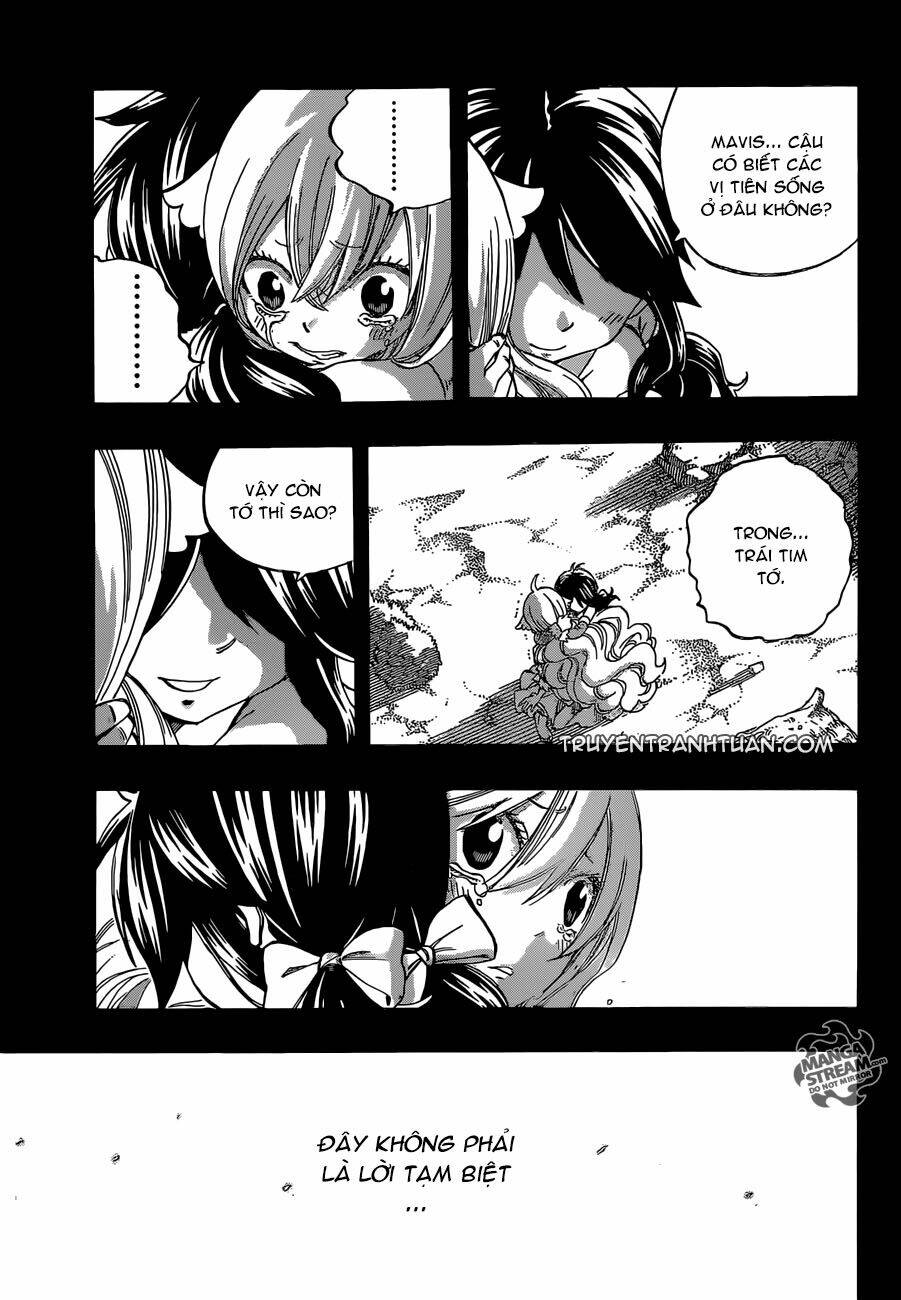 MAVIS... CẬU
CÓ BIẾT CÁC
VỊ TIÊN SỐNG
Ở ĐÂU KHÔNG?
........
........
TRONG...
TRÁI TIM
TỚ.
VẬY CÒN
TỚ THÌ SAO?
TRUYENTRANHTUAN.COM
MANGA
STREAM.com
DO NOT MIRROR
ĐÂY KHÔNG PHẢI
LÀ LỜI TẠM BIỆT
...